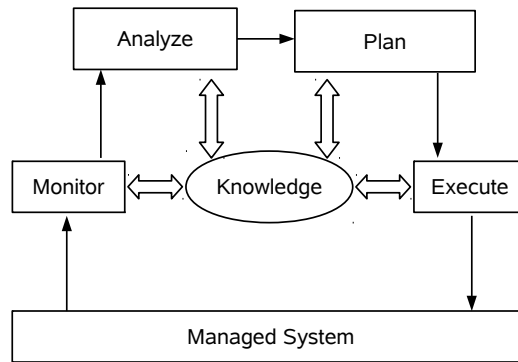 Analyze
Plan
Monitor
Knowledge
Execute
Managed System